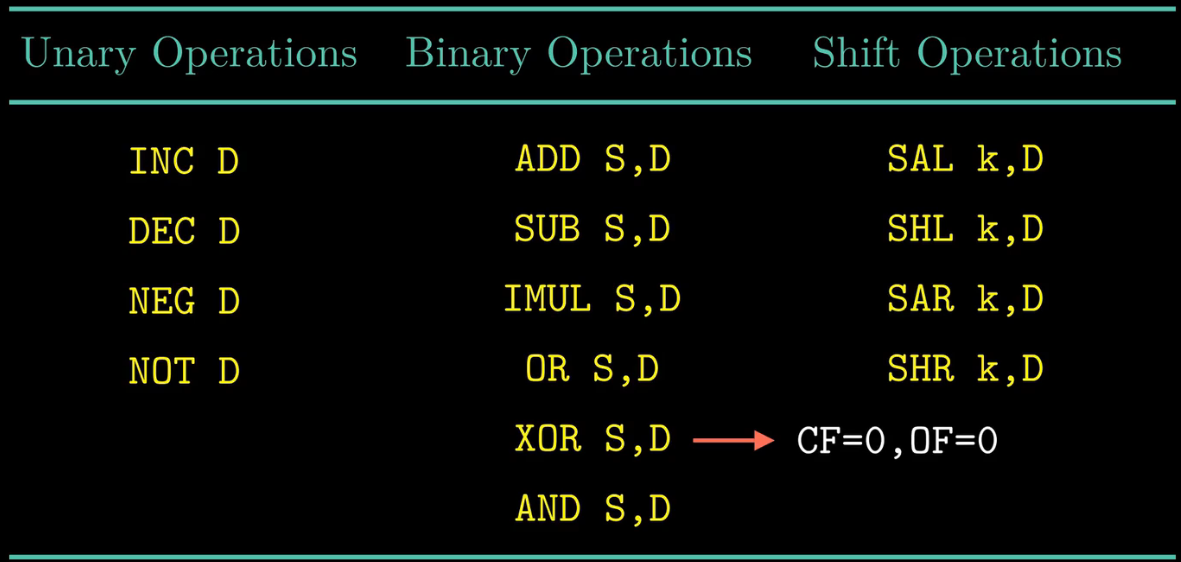 Unary Operations Binary Operations Shift Operations
INC D ADD S,D SAL k,D
DEC D SUB S,D SHL k,D
NEG D IMUL S,D SAR k,D
NOT D OR S,D SHR k,D
XOR S,D CF=0,OF=0
AND S,D